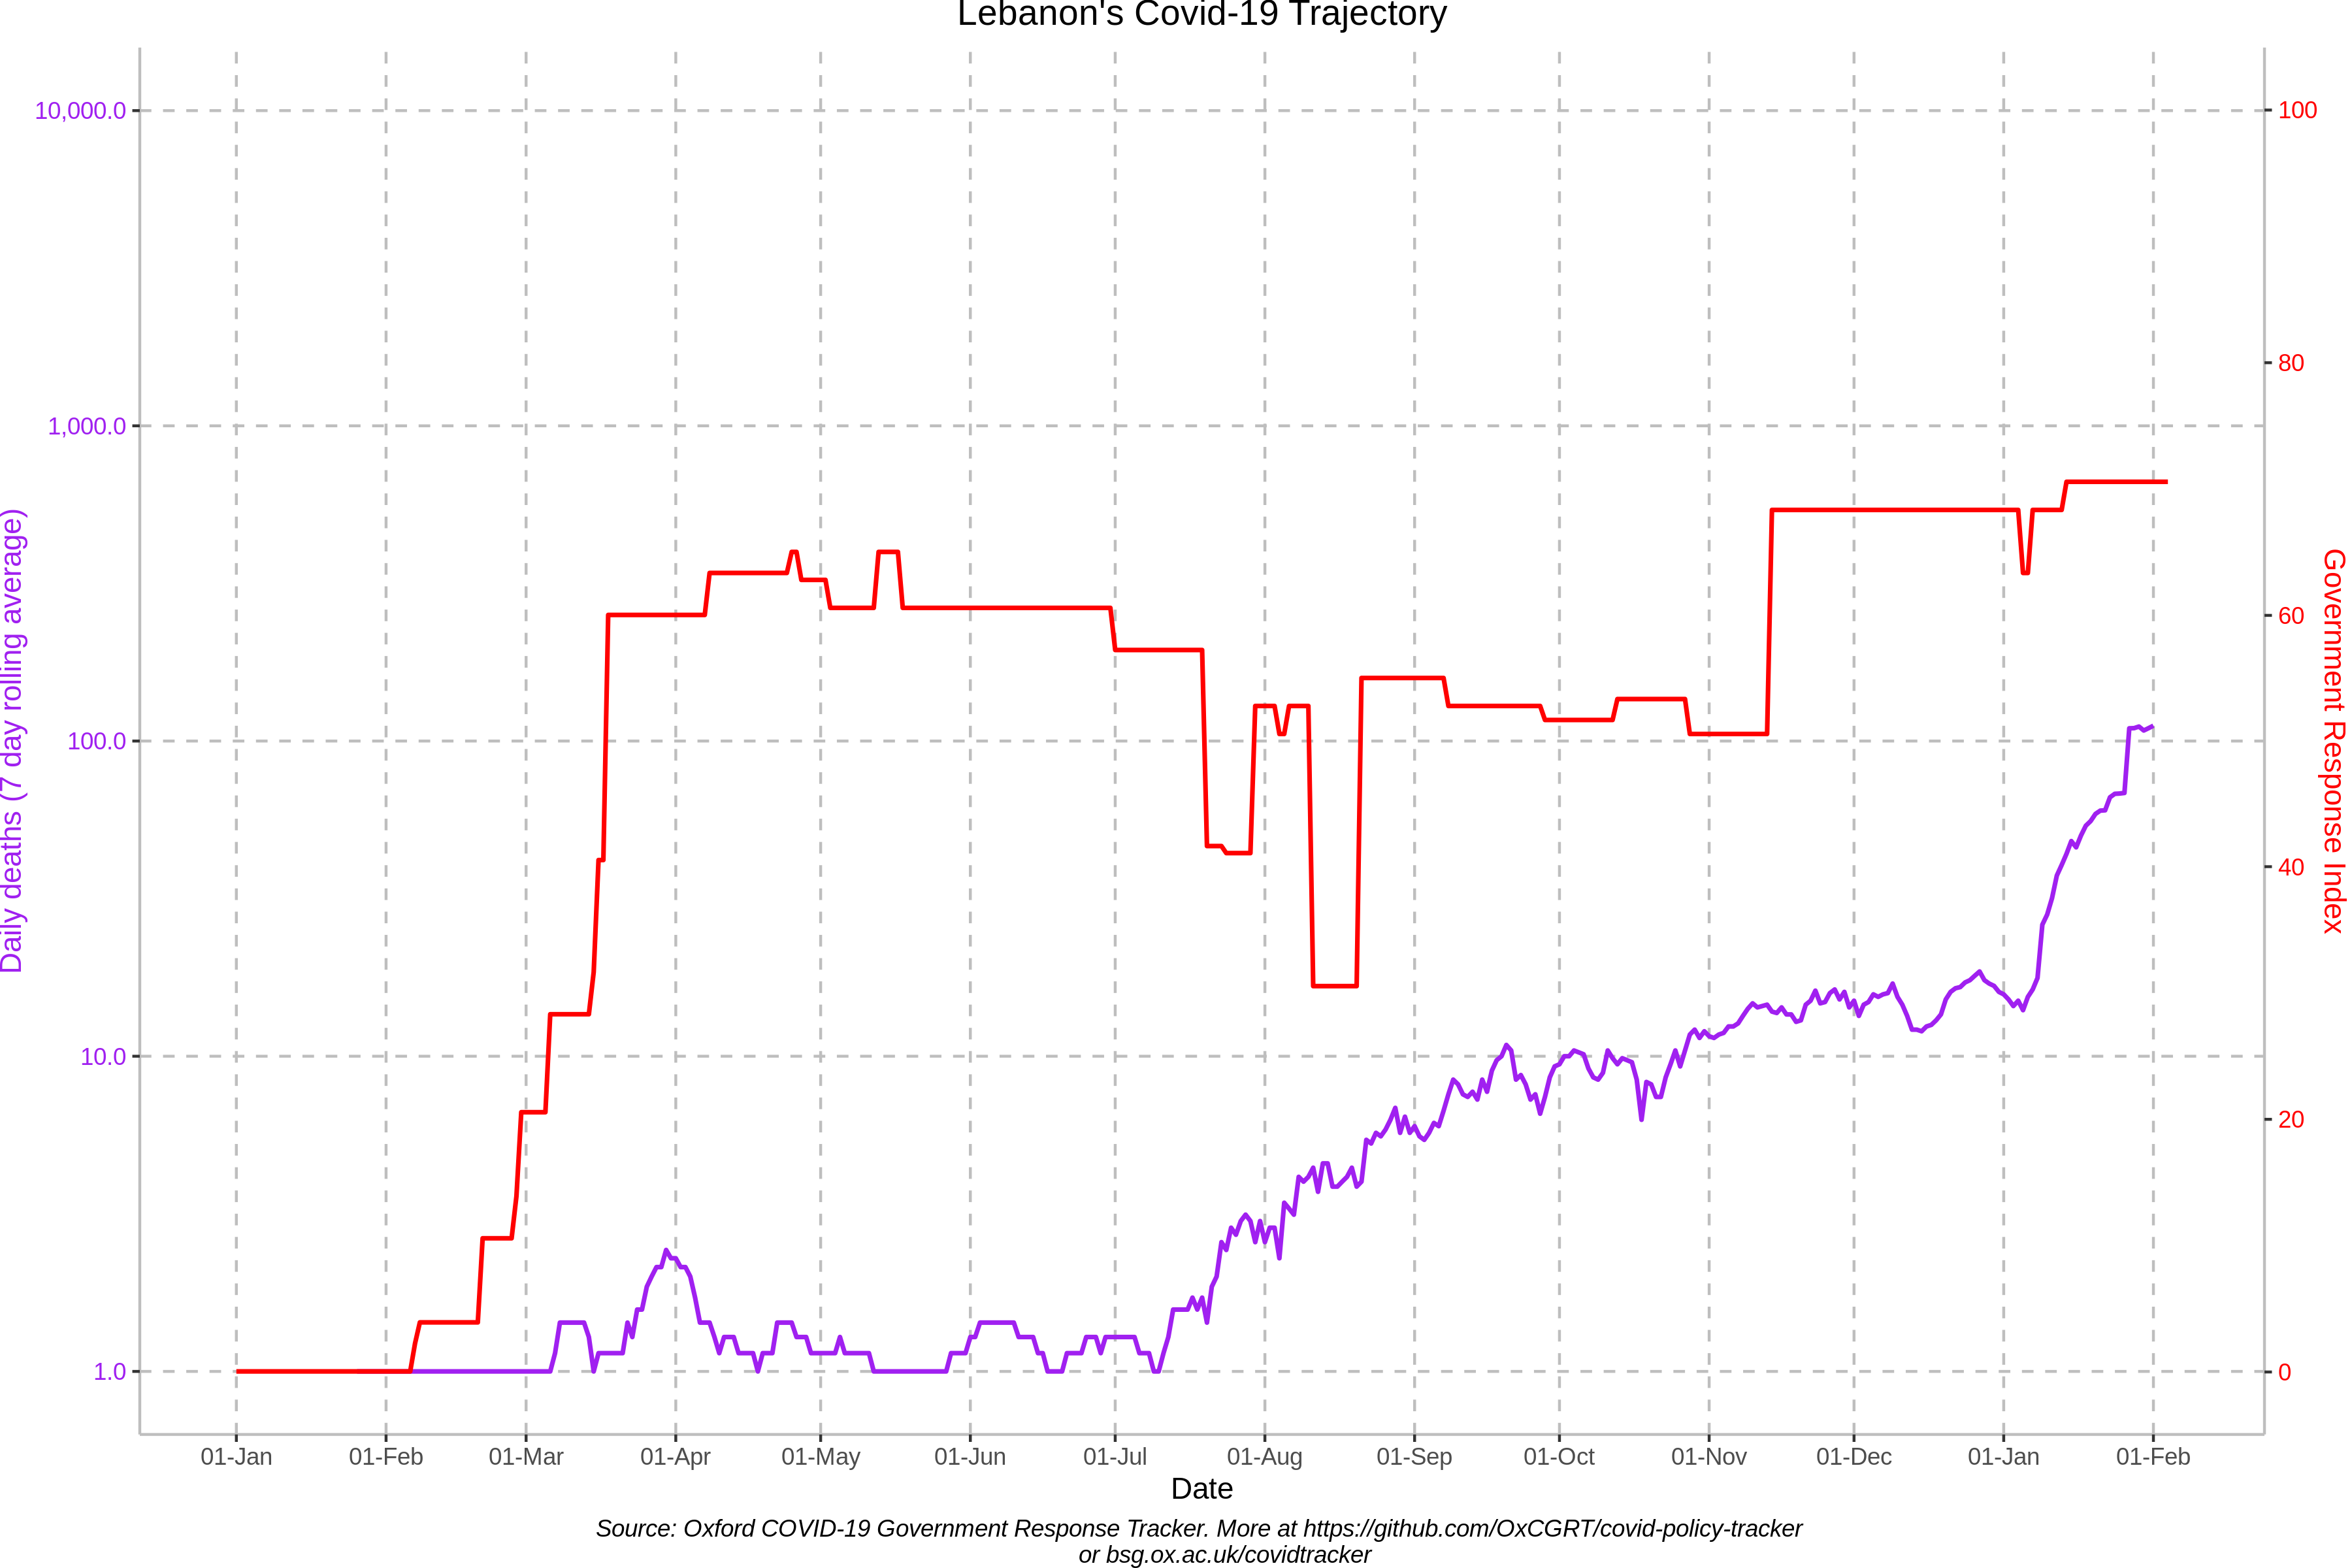 Lebanon's Covid-19 Trajectory
10,000.0
1,000.0
100.0
10.0
1.0
Daily deaths (7 day rolling average)
100
80
60
40
20
0
Government Response Index
01-Jan 01-Feb 01-Mar 01-Apr 01-May 01-Jun 01-Jul 01-Aug 01-Sep 01-Oct 01-Nov 01-Dec 01-Jan 01-Feb
Date
Source: Oxford COVID-19 Government Response Tracker. More at https://github.com/OxCGRT/covid-policy-tracker
or bsg.ox.ac.uk/covidtracker